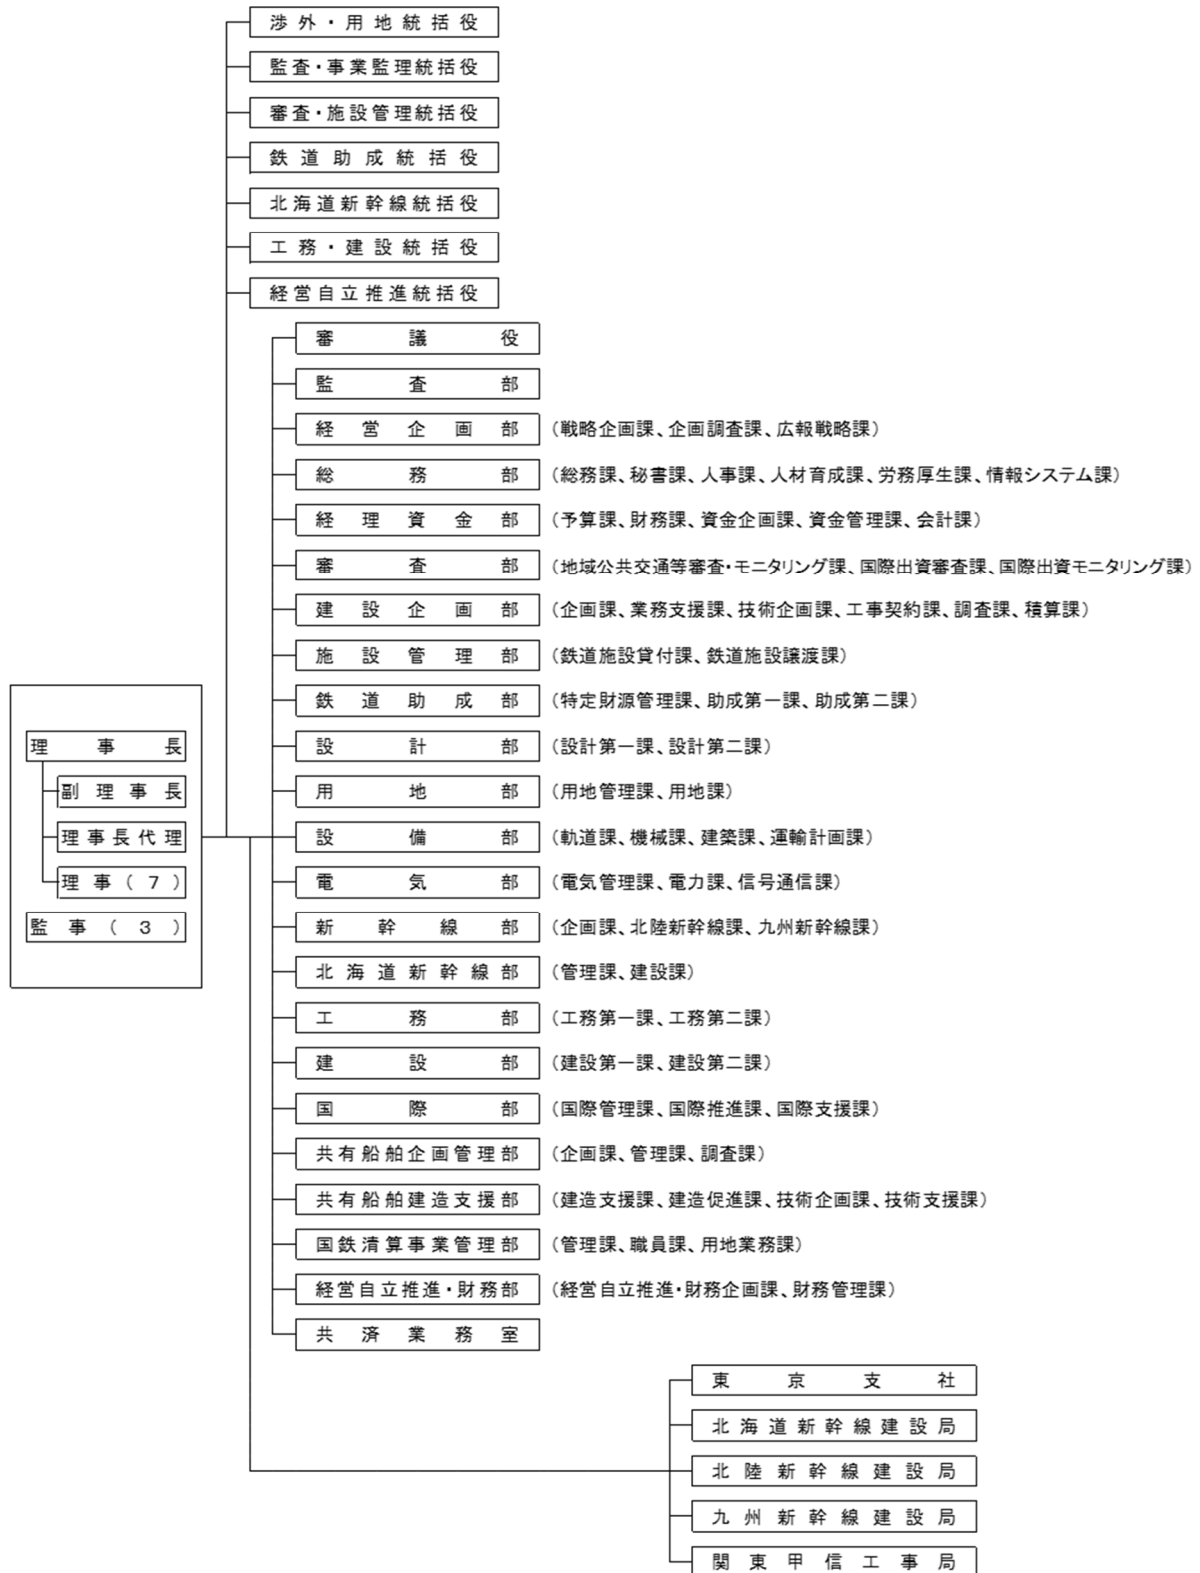 渉外・用地統括役
監査・事業監理統括役
審査・施設管理統括役
鉄道助成統括役
北海道新幹線統括役
工務・建設統括役
経営自立推進統括役
審議役
監査部
経営企画部 （戦略企画課、企画調査課、広報戦略課）
総務部 （総務課、秘書課、人事課、人材育成課、労務厚生課、情報システム課）
経理資金部 （予算課、財務課、資金企画課、資金管理課、会計課）
審査部 （地域公共交通等審査・モニタリング課、国際出資審査課、国際出資モニタリング課）
建設企画部 （企画課、業務支援課、技術企画課、工事契約課、調査課、積算課）
施設管理部 （鉄道施設貸付課、鉄道施設譲渡課）
鉄道助成部 （特定財源管理課、助成第一課、助成第二課）
理事長
設計部 （設計第一課、設計第二課）
副理事長
用地部 （用地管理課、用地課）
理事長代理
設備部 （軌道課、機械課、建築課、運輸計画課）
理事（7）
電気部 （電気管理課、電力課、信号通信課）
監事（3）
新幹線部 （企画課、北陸新幹線課、九州新幹線課）
北海道新幹線部 （管理課、建設課）
工務部 （工務第一課、工務第二課）
建設部 （建設第一課、建設第二課）
国際部 （国際管理課、国際推進課、国際支援課）
共有船舶企画管理部 （企画課、管理課、調査課）
共有船舶建造支援部 （建造支援課、建造促進課、技術企画課、技術支援課）
国鉄清算事業管理部 （管理課、職員課、用地業務課）
経営自立推進・財務部 （経営自立推進・財務企画課、財務管理課）
共済業務室
東京支社
北海道新幹線建設局
北陸新幹線建設局
九州新幹線建設局
関東甲信工事局